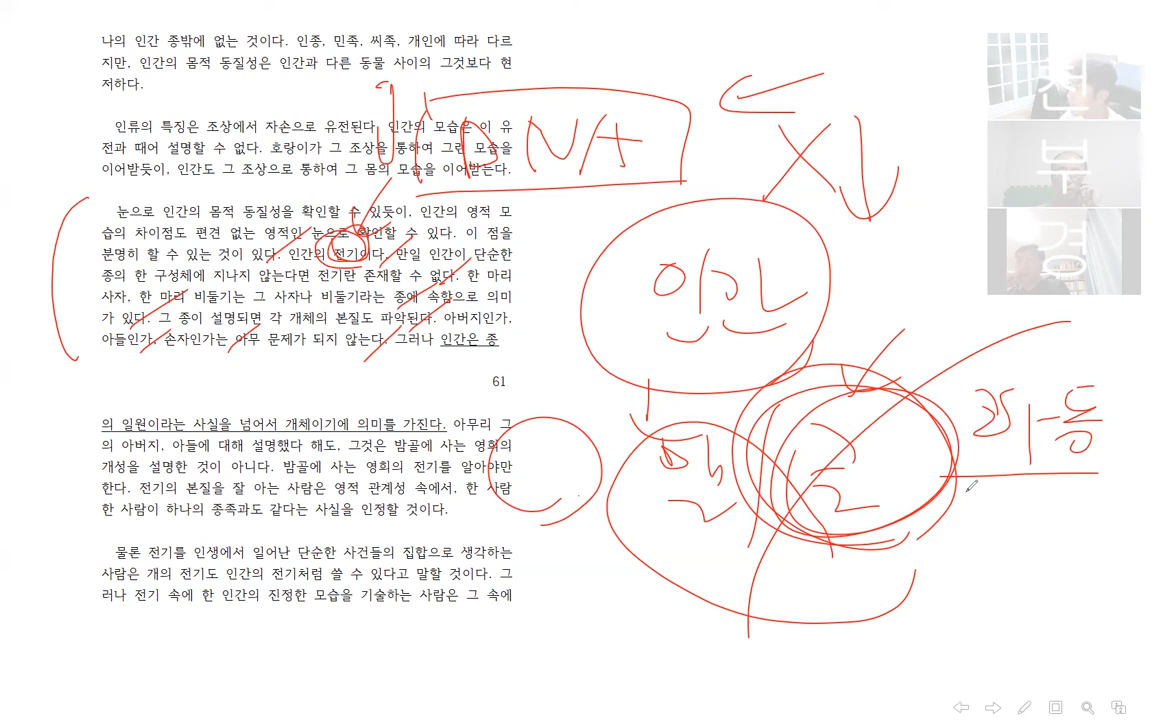 나의 인간 종밖에 없는 것이다. 인종, 민족, 씨족, 개인에 따라 다르
지만, 인간의 몸적 동질성은 인간과 다른 동물 사이의 그것보다 현
저하다.
인류의 특징은 조상에서 자손으로 유전된다. 인간의 모습은 이 유
전과 떼어 설명할 수 없다. 호랑이가 그 조상을 통하여 그런 모습을
이어받듯이, 인간도 그 조상으로 통하여 그 몸의 모습을 이어받는다.
눈으로 인간의 몸적 동질성을 확인할 수 있듯이, 인간의 영적 모
습의 차이점도 편견 없는 영적인 눈으로 확인할 수 있다. 이 점을
분명히 할 수 있는 것이 있다. 인간의 전기이다. 만일 인간이 단순한
종의 한 구성체에 지나지 않는다면 전기란 존재할 수 없다. 한 마리
사자, 한 마리 비둘기는 그 사자나 비둘기라는 종에 속함으로 의미
가 있다. 그 종이 설명되면 각 개체의 본질도 파악된다. 아버지인가,
아들인가, 손자인가는 아무 문제가 되지 않는다. 그러나 인간은 종
61
의 일원이라는 사실을 넘어서 개체이기에 의미를 가진다. 아무리 그
의 아버지, 아들에 대해 설명했다 해도, 그것은 밤골에 사는 영희의
개성을 설명한 것이 아니다. 밤골에 사는 영희의 전기를 알아야만
한다. 전기의 본질을 잘 아는 사람은 영적 관계성 속에서, 한 사람
한 사람이 하나의 종족과도 같다는 사실을 인정할 것이다.
물론 전기를 인생에서 일어난 단순한 사건들의 집합으로 생각하는
사람은 개의 전기도 인간의 전기처럼 쓸 수 있다고 말할 것이다. 그
러나 전기 속에 한 인간의 진정한 모습을 기술하는 사람은 그 속에
DNA
인간
천
부
경